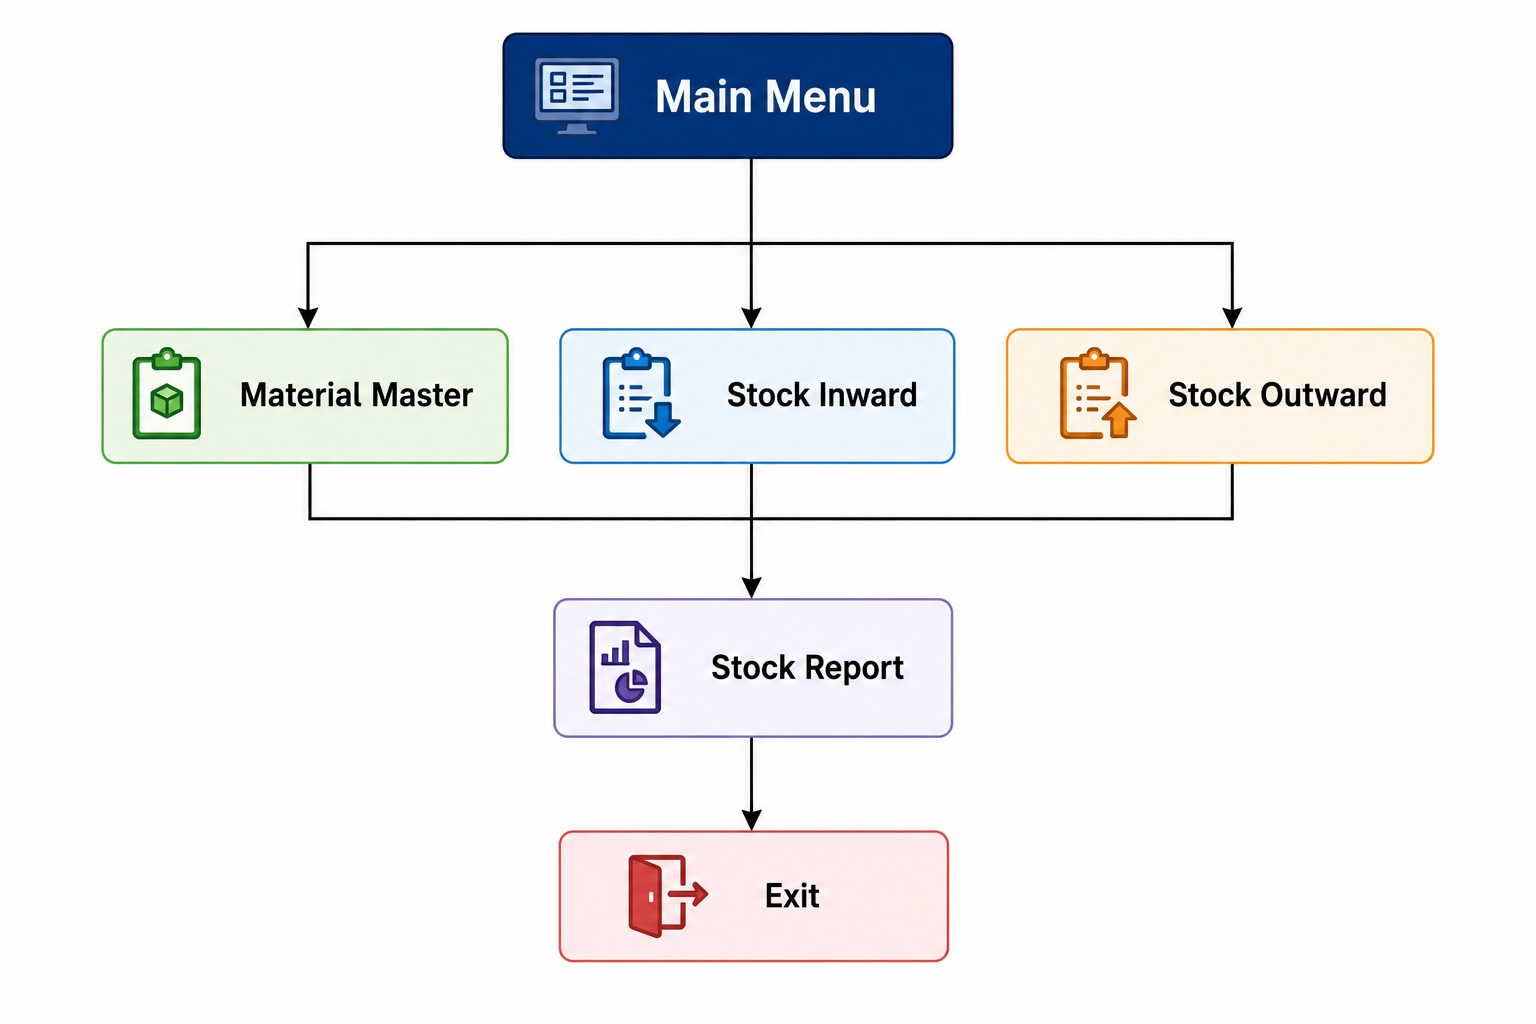 Main Menu
Material Master
Stock Inward
Stock Outward
Stock Report
Exit